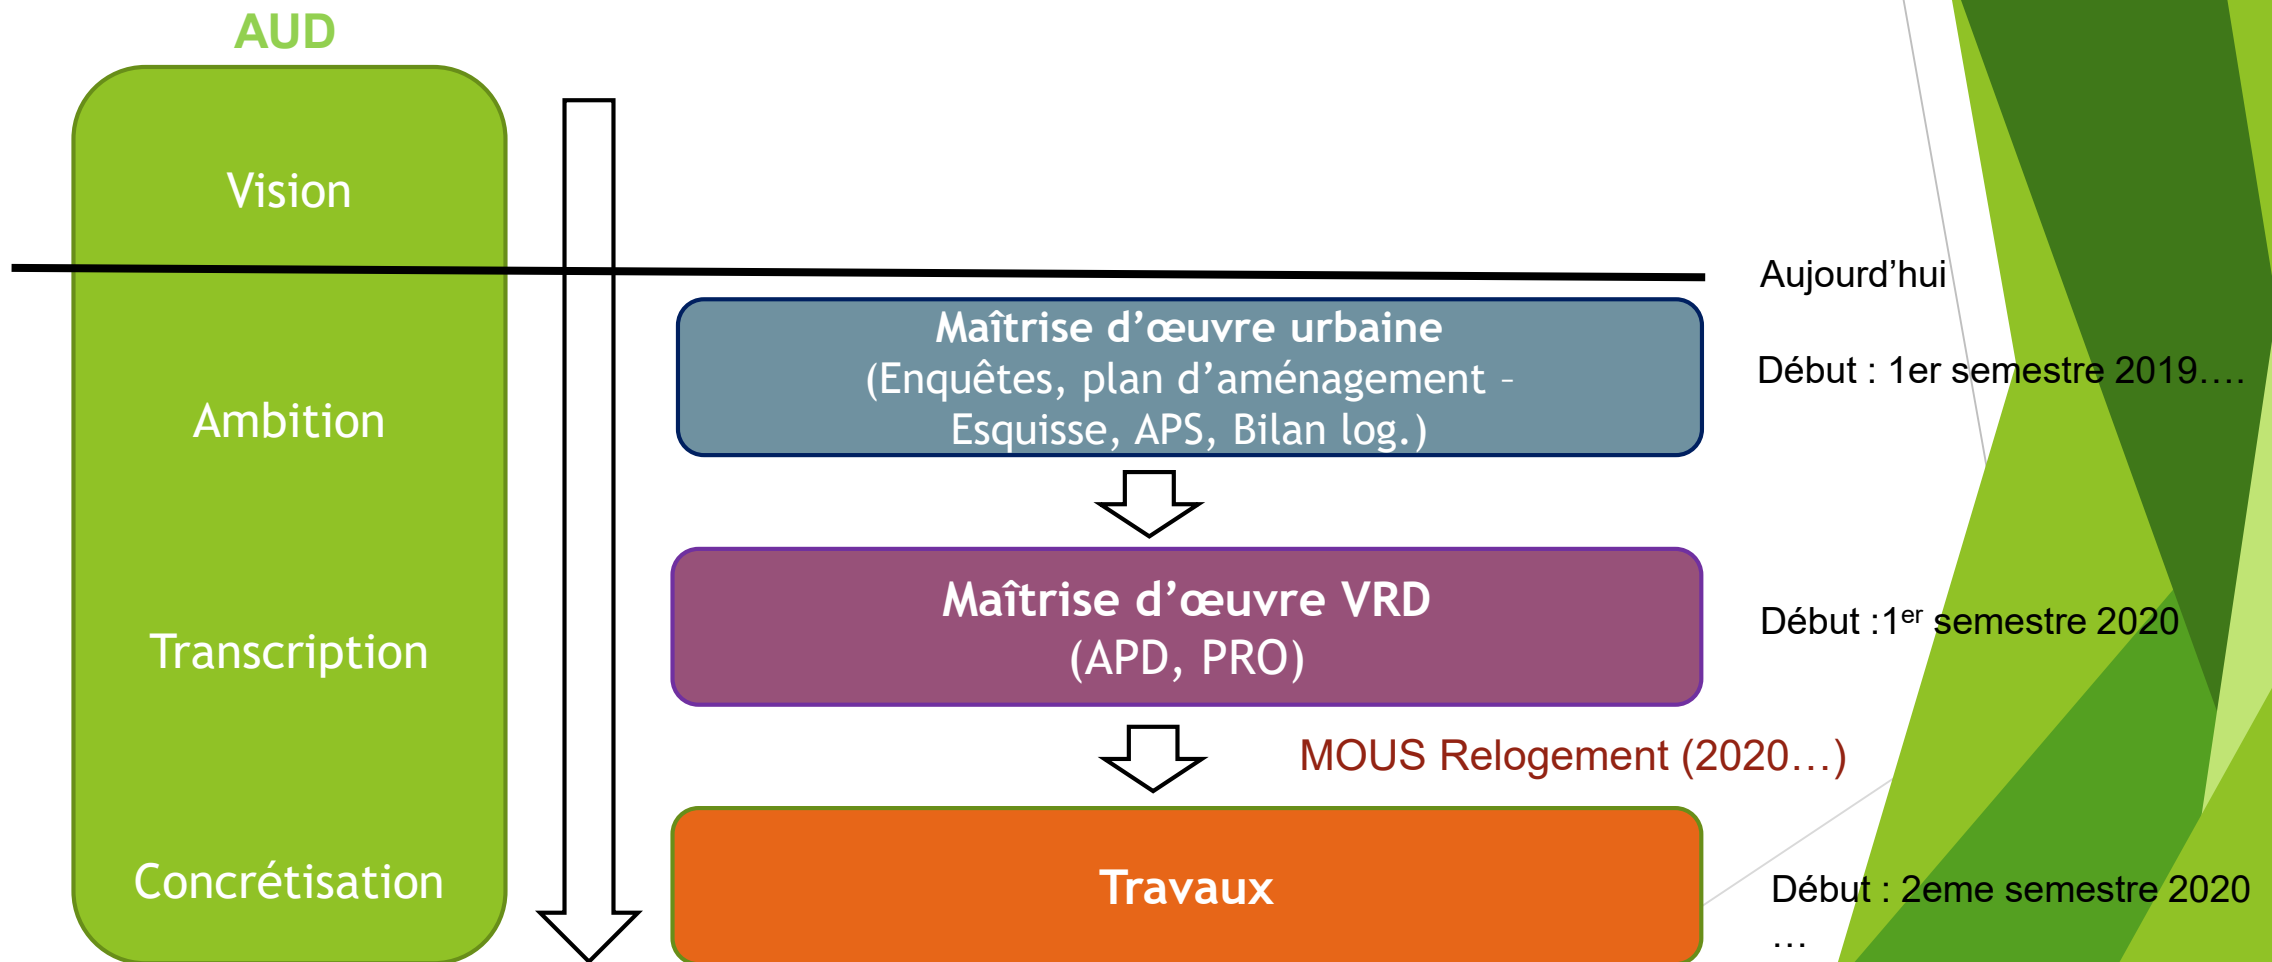 AUD
Vision
Aujourd’hui
Maîtrise d’œuvre urbaine
(Enquêtes, plan d’aménagement –
Esquisse, APS, Bilan log.)
Début : 1er semestre 2019….
Ambition
Maîtrise d’œuvre VRD
(APD, PRO)
Début :1er semestre 2020
Transcription
MOUS Relogement (2020…)
Concrétisation
Travaux
Début : 2eme semestre 2020
…